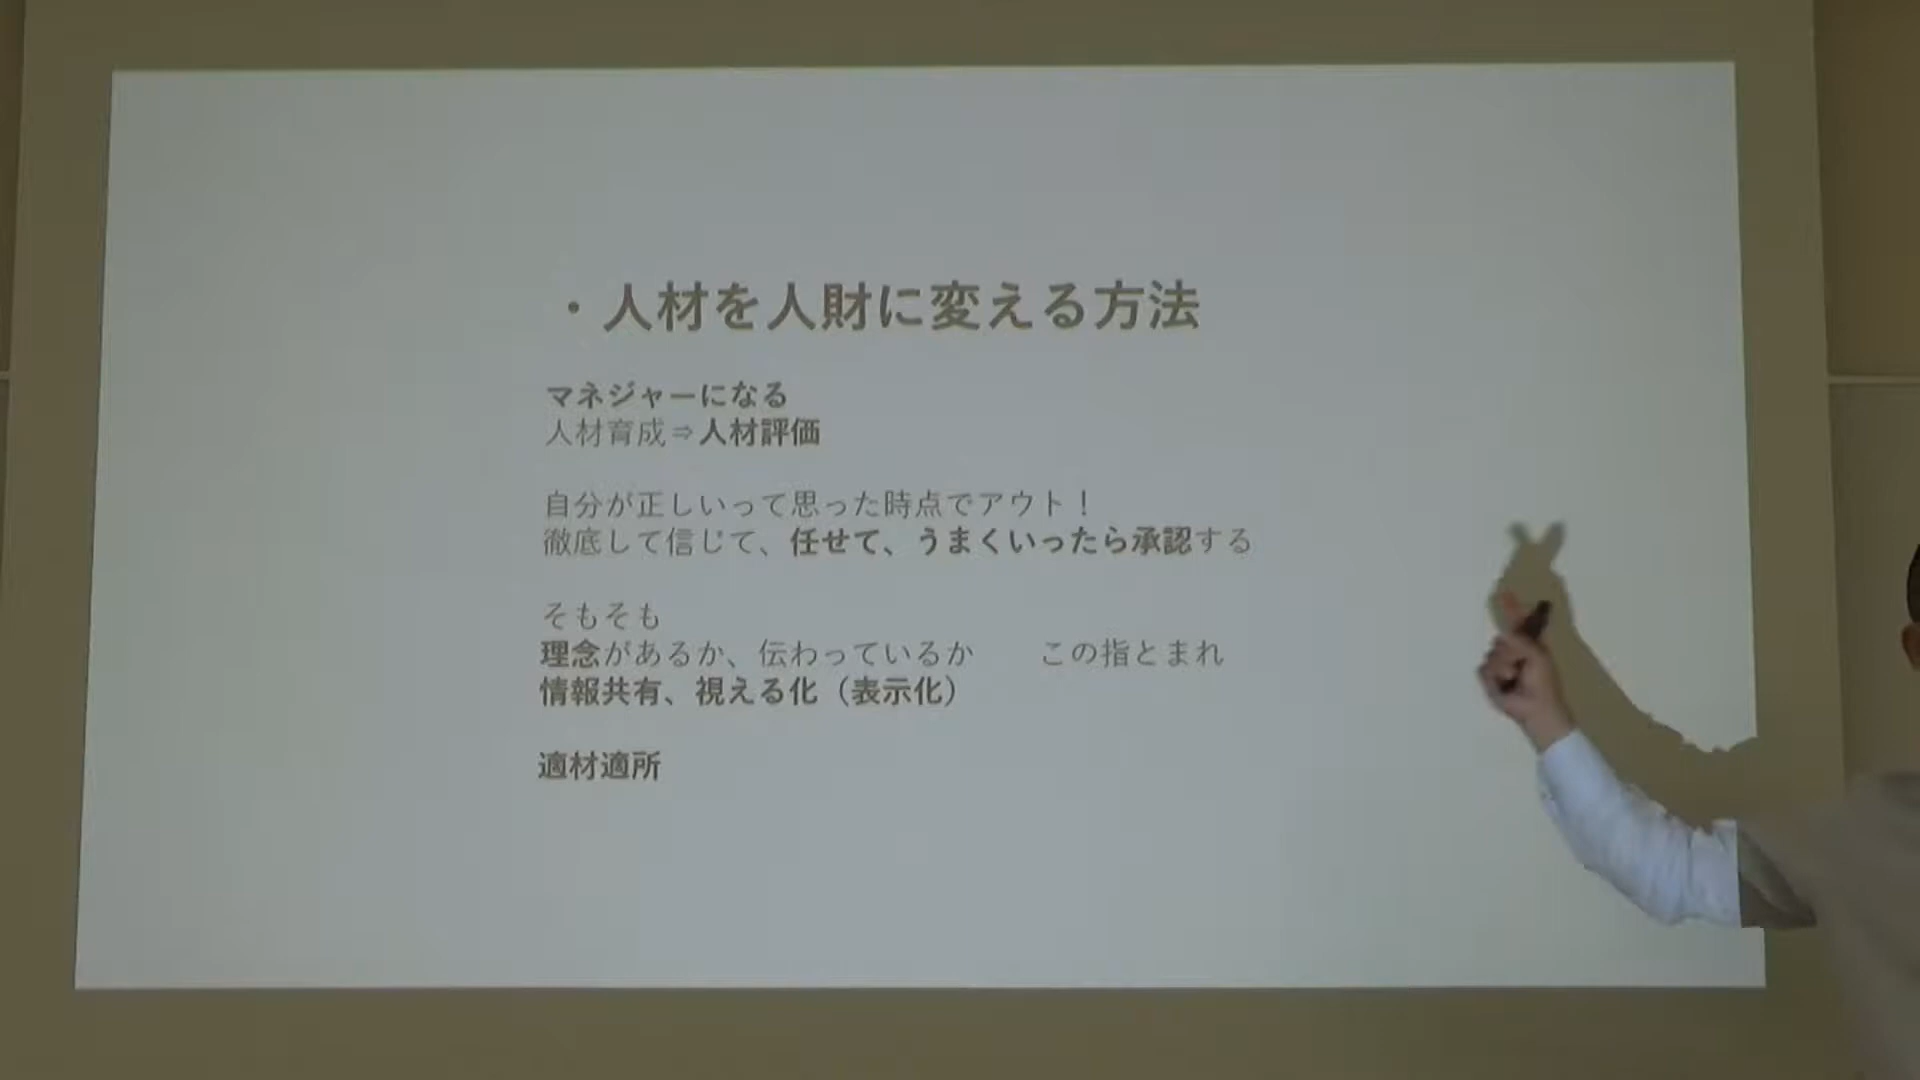 ・人材を人財に変える方法
マネジャーになる
人材育成⇒人材評価
自分が正しいって思った時点でアウト！
徹底して信じて、任せて、うまくいったら承認する
そもそも
理念があるか、伝わっているか　　この指とまれ
情報共有、視える化（表示化）
適材適所